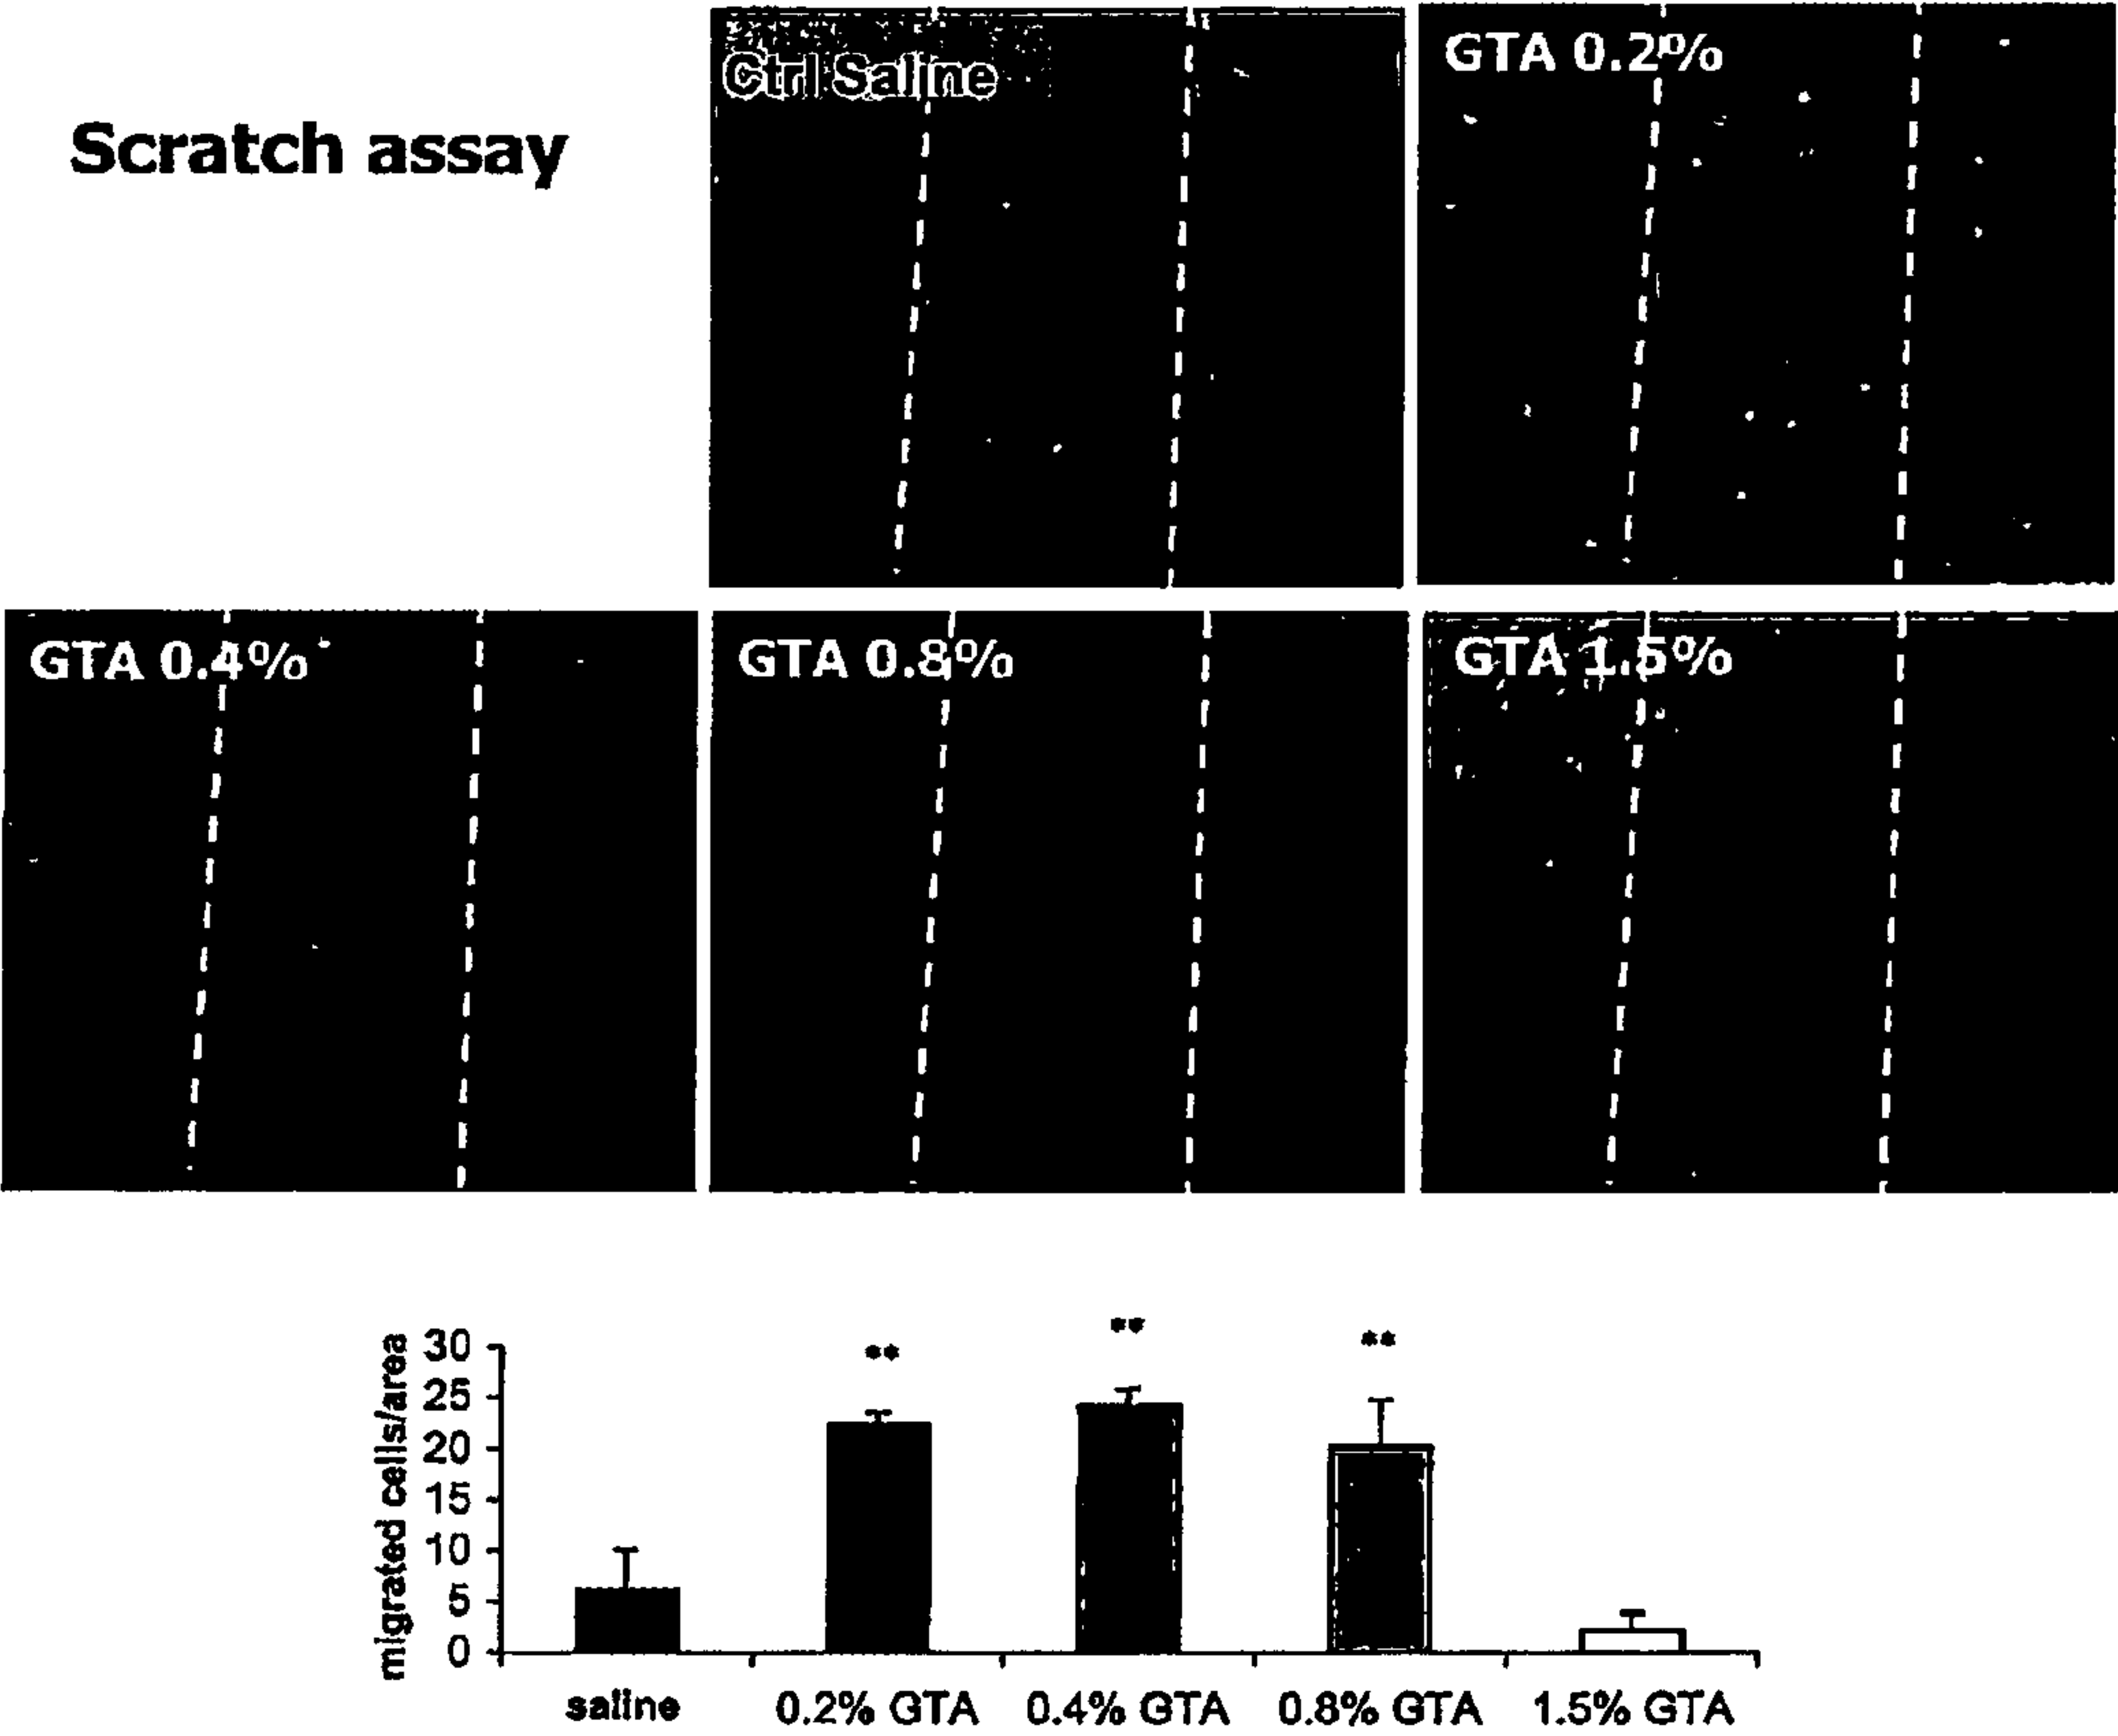 Scratch assay
Ctrl Saline
GTA 0.2%
GTA 0.4%
GTA 0.8%
GTA 1.5%
migrated cells/area
30
25
20
15
10
5
0
**
**
**
saline
0.2% GTA
0.4% GTA
0.8% GTA
1.5% GTA